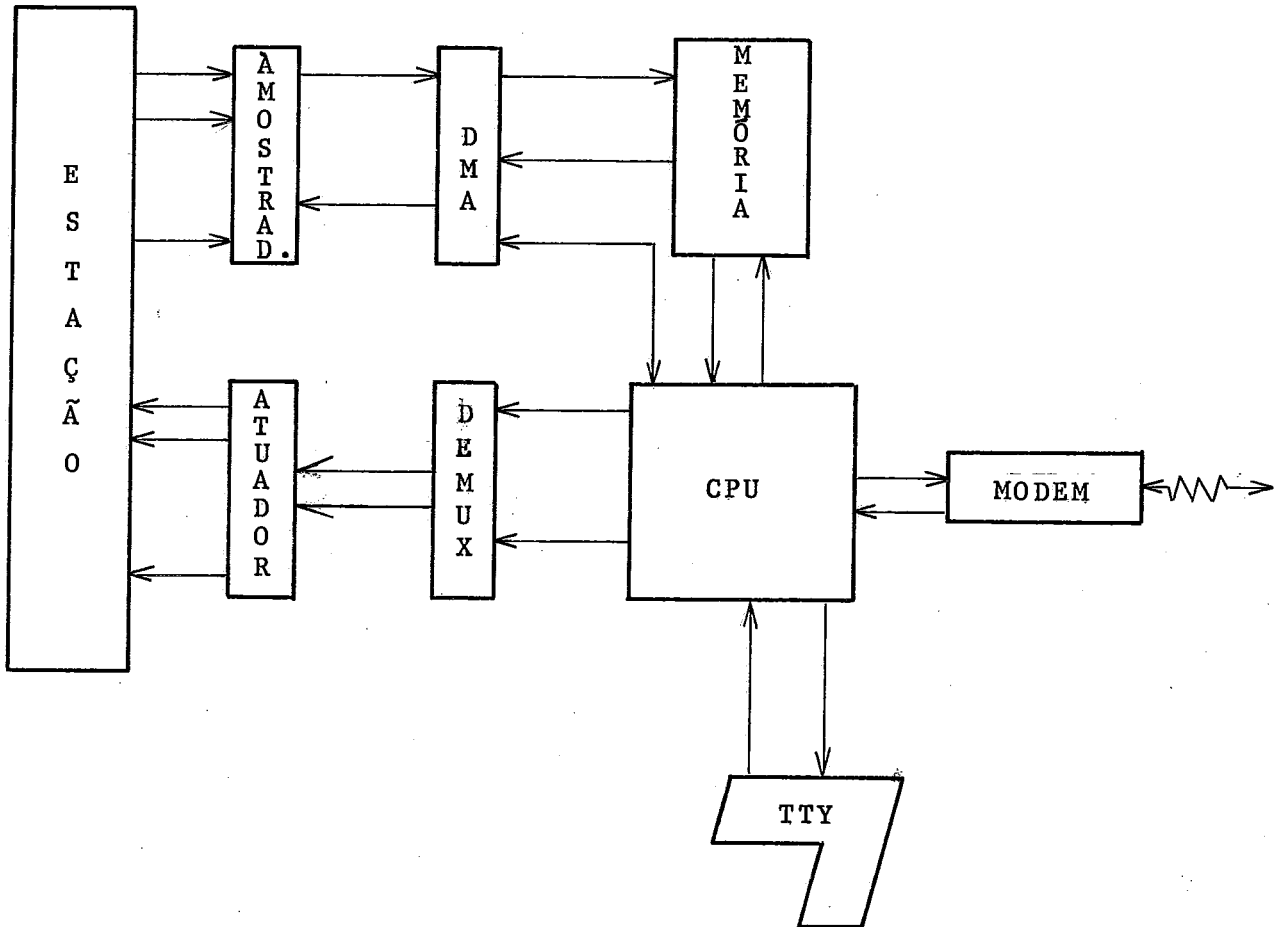 ESTAÇÃO
AMOSTRAD.
DMA
MEMÓRIA
ATUADOR
DEMUX
CPU
MODEM
TTY